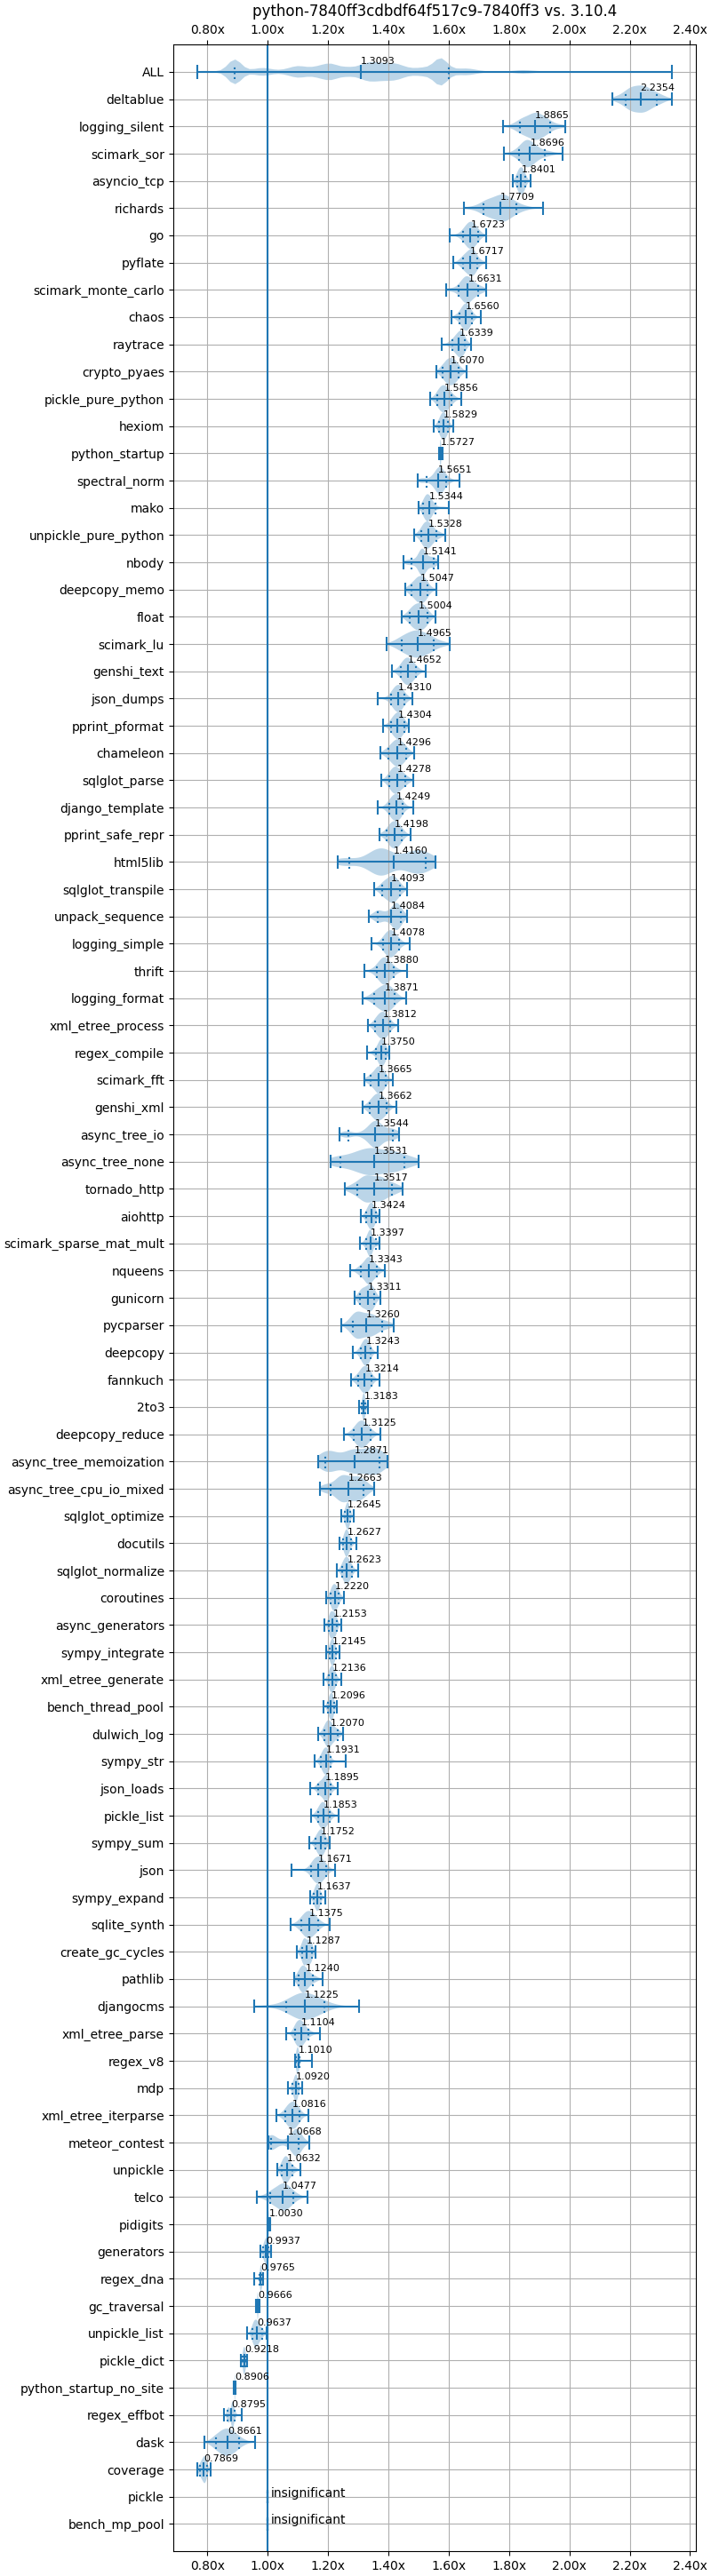 python-7840ff3cdbdf64f517c9-7840ff3 vs. 3.10.4
0.80x 1.00x 1.20x 1.40x 1.60x 1.80x 2.00x 2.20x 2.40x
ALL 1.3093
deltablue 2.2354
logging_silent 1.8865
scimark_sor 1.8696
asyncio_tcp 1.8401
richards 1.7709
go 1.6723
pyflate 1.6717
scimark_monte_carlo 1.6631
chaos 1.6560
raytrace 1.6339
crypto_pyaes 1.6070
pickle_pure_python 1.5856
hexiom 1.5829
python_startup 1.5727
spectral_norm 1.5651
mako 1.5344
unpickle_pure_python 1.5328
nbody 1.5141
deepcopy_memo 1.5047
float 1.5004
scimark_lu 1.4965
genshi_text 1.4652
json_dumps 1.4310
pprint_pformat 1.4304
chameleon 1.4296
sqlglot_parse 1.4278
django_template 1.4249
pprint_safe_repr 1.4198
html5lib 1.4160
sqlglot_transpile 1.4093
unpack_sequence 1.4084
logging_simple 1.4078
thrift 1.3880
logging_format 1.3871
xml_etree_process 1.3812
regex_compile 1.3750
scimark_fft 1.3665
genshi_xml 1.3662
async_tree_io 1.3544
async_tree_none 1.3531
tornado_http 1.3517
aiohttp 1.3424
scimark_sparse_mat_mult 1.3397
nqueens 1.3343
gunicorn 1.3311
pycparser 1.3260
deepcopy 1.3243
fannkuch 1.3214
2to3 1.3183
deepcopy_reduce 1.3125
async_tree_memoization 1.2871
async_tree_cpu_io_mixed 1.2663
sqlglot_optimize 1.2645
docutils 1.2627
sqlglot_normalize 1.2623
coroutines 1.2220
async_generators 1.2153
sympy_integrate 1.2145
xml_etree_generate 1.2136
bench_thread_pool 1.2096
dulwich_log 1.2070
sympy_str 1.1931
json_loads 1.1895
pickle_list 1.1853
sympy_sum 1.1752
json 1.1671
sympy_expand 1.1637
sqlite_synth 1.1375
create_gc_cycles 1.1287
pathlib 1.1240
djangocms 1.1225
xml_etree_parse 1.1104
regex_v8 1.1010
mdp 1.0920
xml_etree_iterparse 1.0816
meteor_contest 1.0668
unpickle 1.0632
telco 1.0477
pidigits 1.0030
generators 0.9937
regex_dna 0.9765
gc_traversal 0.9666
unpickle_list 0.9637
pickle_dict 0.9218
python_startup_no_site 0.8906
regex_effbot 0.8795
dask 0.8661
coverage 0.7869
pickle insignificant
bench_mp_pool insignificant
0.80x 1.00x 1.20x 1.40x 1.60x 1.80x 2.00x 2.20x 2.40x